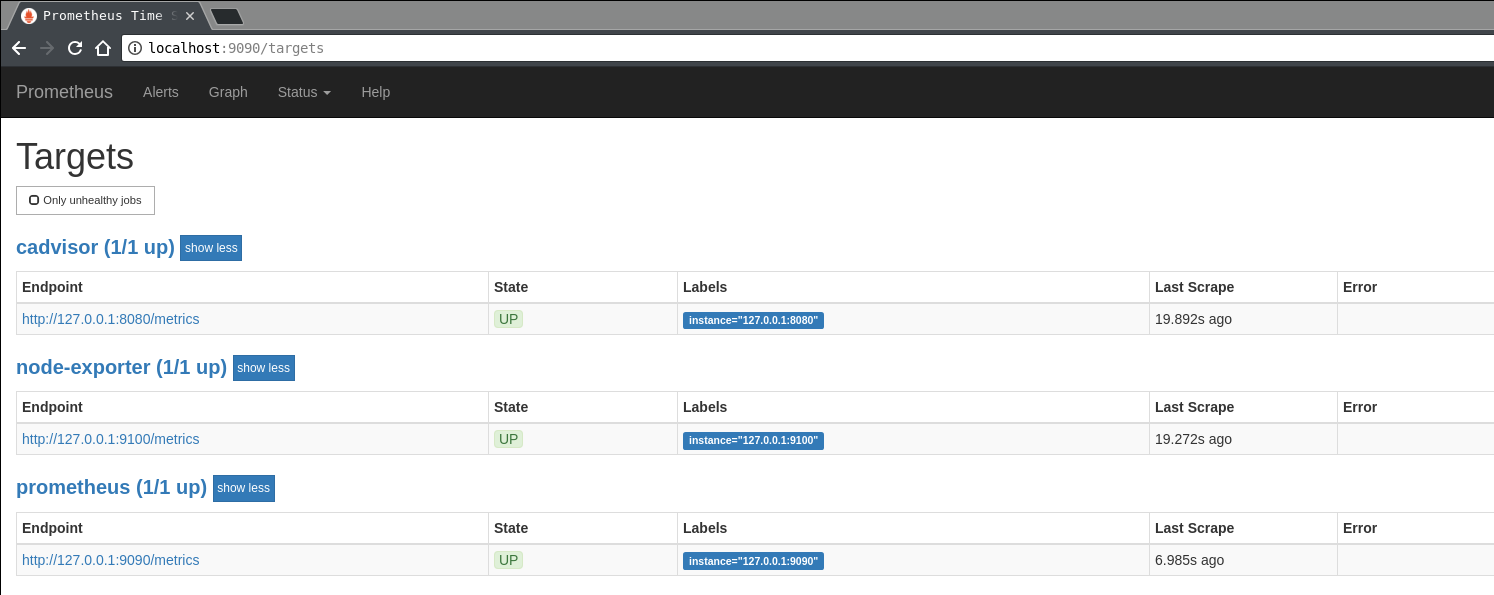 Prometheus Time S
localhost:9090/targets
Prometheus Alerts Graph Status Help
Targets
Only unhealthy jobs
cadvisor (1/1 up) show less
Endpoint State Labels Last Scrape Error
http://127.0.0.1:8080/metrics UP instance="127.0.0.1:8080" 19.892s ago
node-exporter (1/1 up) show less
Endpoint State Labels Last Scrape Error
http://127.0.0.1:9100/metrics UP instance="127.0.0.1:9100" 19.272s ago
prometheus (1/1 up) show less
Endpoint State Labels Last Scrape Error
http://127.0.0.1:9090/metrics UP instance="127.0.0.1:9090" 6.985s ago